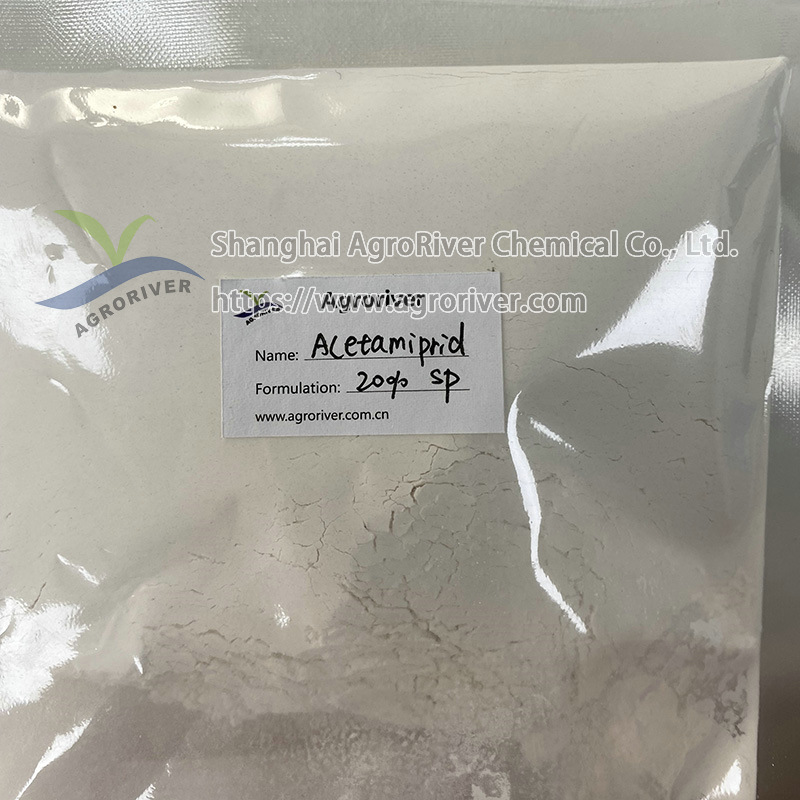 Shanghai AgroRiver Chemical Co., Ltd.
AGRORIVER
https://www.agroriver.com
Agroriver
Name: Acetamiprid
Formulation: 20% SP
www.agroriver.com.cn